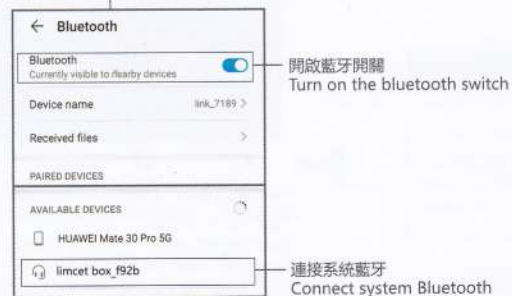 ← Bluetooth
Bluetooth
Currently visible to nearby devices
開啟藍牙開關
Turn on the bluetooth switch
Device name
link_7189 >
Received files
>
PAIRED DEVICES
AVAILABLE DEVICES
HUAWEI Mate 30 Pro 5G
limcet box_f92b
連接系統藍牙
Connect system Bluetooth